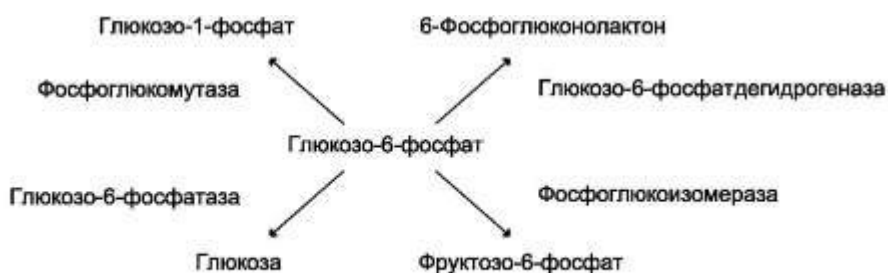 Глюкозо-1-фосфат 6-Фосфоглюконолактон
Фосфоглюкомутаза Глюкозо-6-фосфатдегидрогеназа
Глюкозо-6-фосфат
Глюкозо-6-фосфатаза Фосфоглюкоизомераза
Глюкоза Фруктозо-6-фосфат